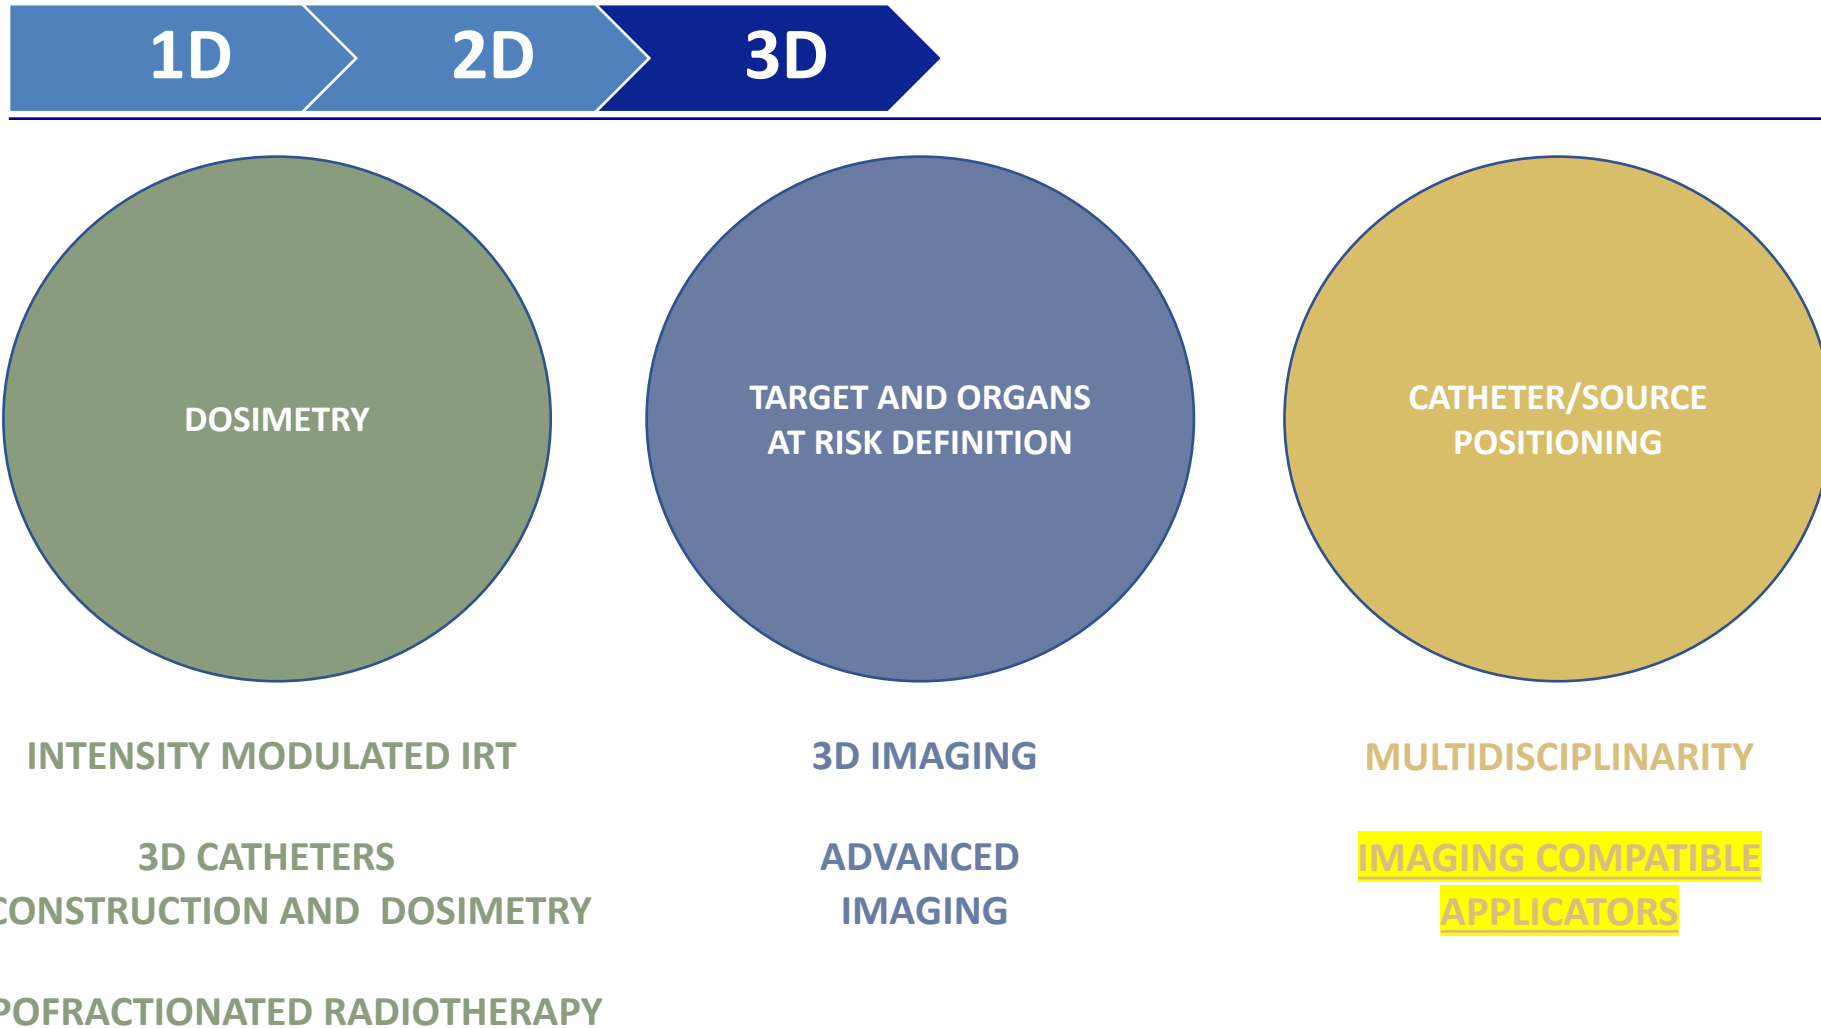 1D
2D
3D
DOSIMETRY
TARGET AND ORGANS
AT RISK DEFINITION
CATHETER/SOURCE
POSITIONING
INTENSITY MODULATED IRT
3D CATHETERS
CONSTRUCTION AND DOSIMETRY
POFRACTIONATED RADIOTHERAPY
3D IMAGING
ADVANCED
IMAGING
MULTIDISCIPLINARITY
IMAGING COMPATIBLE
APPLICATORS